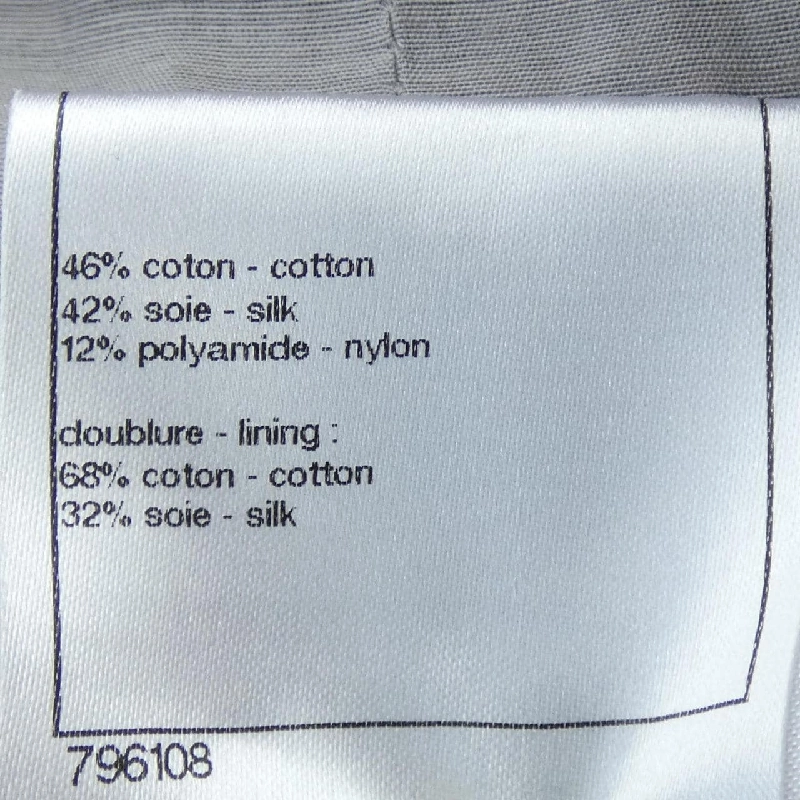 46% coton - cotton
42% soie - silk
12% polyamide - nylon
doublure - lining :
68% coton - cotton
32% soie - silk
796108